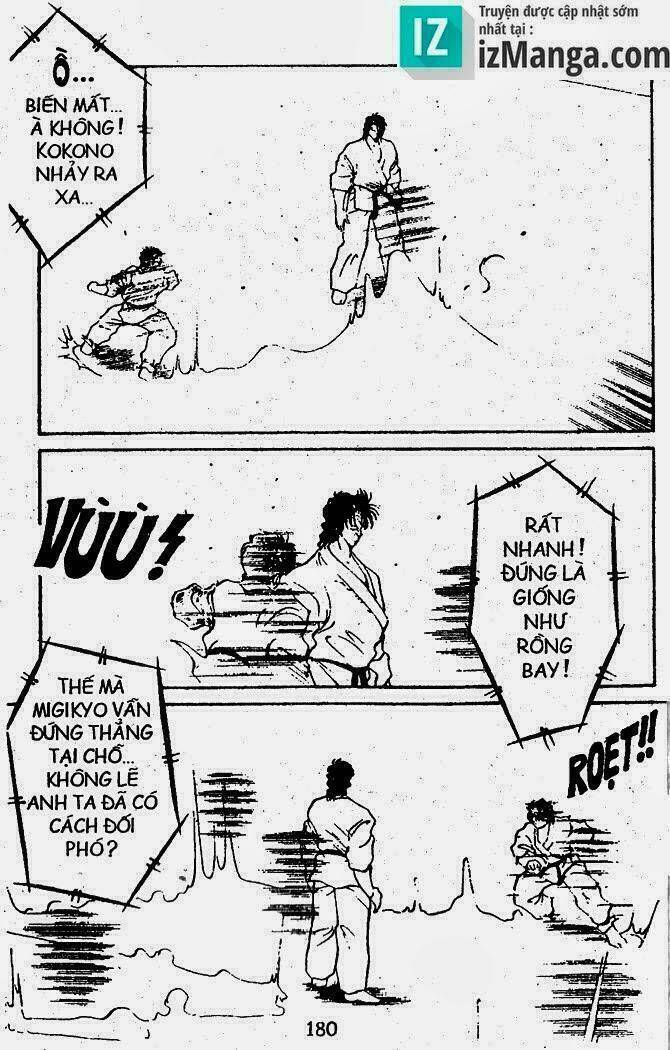 Truyện được cập nhật sớm
nhất tại :
IZ
izManga.com
Ồ...
BIẾN MẤT...
À KHÔNG!
KOKONO
NHẢY RA
XA...
VÙÙ!
RẤT
NHANH!
ĐÚNG LÀ
GIỐNG
NHƯ
RỒNG
BAY!
THẾ MÀ
MIGIKYO VẪN
ĐỨNG THẲNG
TẠI CHỖ...
KHÔNG LẼ
ANH TA ĐÃ CÓ
CÁCH ĐỐI
PHÓ?
ROẸT!!
180